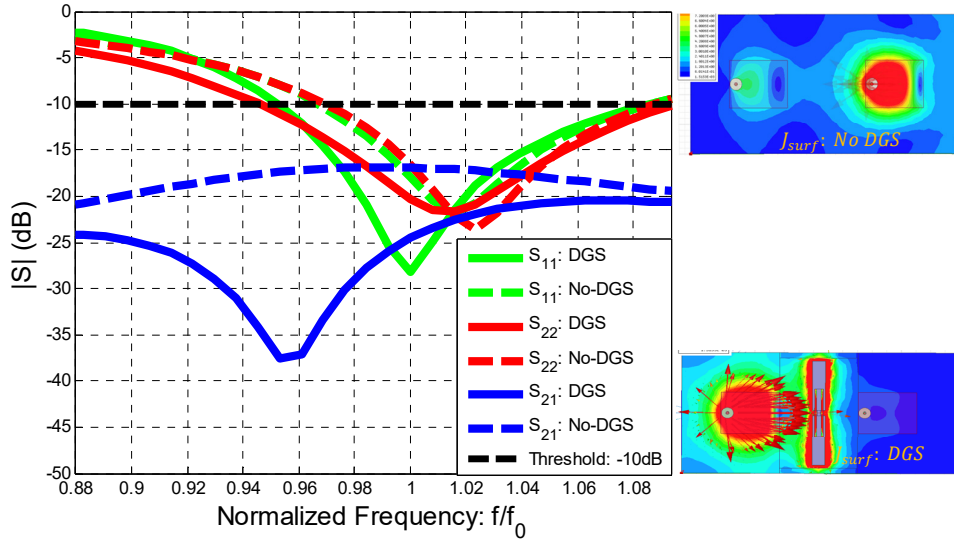 0
-5
-10
-15
-20
-25
-30
-35
-40
-45
-50
|S| (dB)
0.88 0.9 0.92 0.94 0.96 0.98 1 1.02 1.04 1.06 1.08
Normalized Frequency: f/f0
S11: DGS
S11: No-DGS
S22: DGS
S22: No-DGS
S21: DGS
S21: No-DGS
Threshold: -10dB
Jsurf: No DGS
surf: DGS